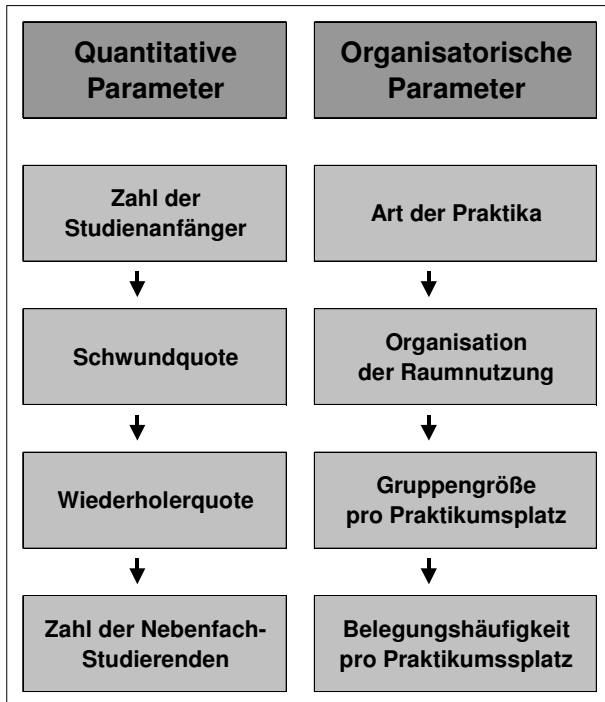 Quantitative
Parameter
Zahl der
Studienanfänger
Schwundquote
Wiederholerquote
Zahl der Nebenfach-
Studierenden
Organisatorische
Parameter
Art der Praktika
Organisation
der Raumnutzung
Gruppengröße
pro Praktikumsplatz
Belegungshäufigkeit
pro Praktikumssplatz